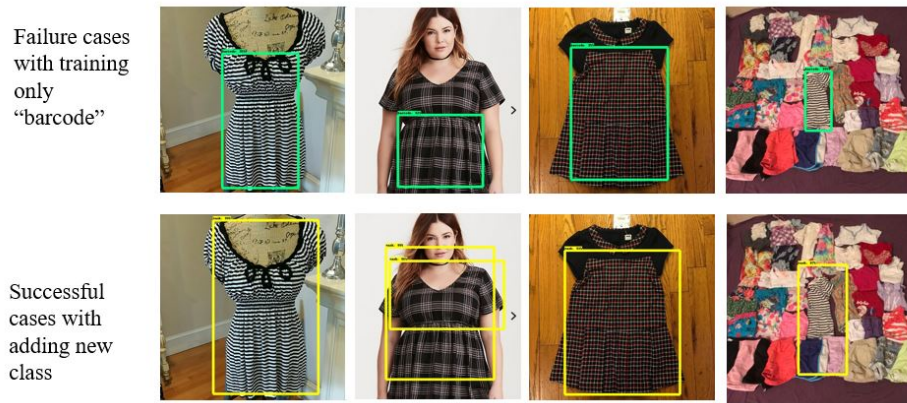 Failure cases
with training
only
“barcode”
Successful
cases with
adding new
class